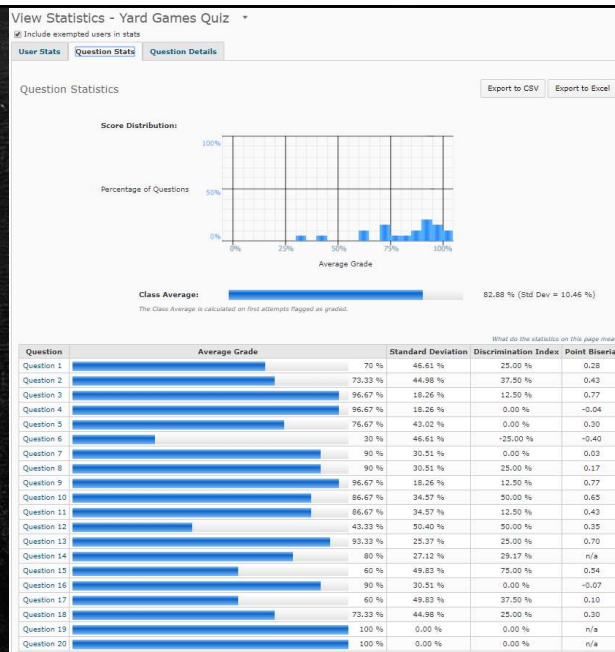 View Statistics - Yard Games Quiz
Include exempted users in stats
User Stats Question Stats Question Details
Question Statistics
Export to CSV Export to Excel
Score Distribution:
100%
Percentage of Questions
50%
0%
0% 25% 50% 75% 100%
Average Grade
Class Average: 82.88 % (Std Dev = 10.46 %)
The Class Average is calculated on first attempts flagged as graded.
What do the statistics on this page mea
Question Average Grade Standard Deviation Discrimination Index Point Biseria
Question 1 70 % 46.61 % 25.00 % 0.28
Question 2 73.33 % 44.98 % 37.50 % 0.43
Question 3 96.67 % 18.26 % 12.50 % 0.77
Question 4 96.67 % 18.26 % 0.00 % -0.04
Question 5 76.67 % 43.02 % 0.00 % 0.30
Question 6 30 % 46.61 % -25.00 % -0.40
Question 7 90 % 30.51 % 0.00 % 0.03
Question 8 90 % 30.51 % 25.00 % 0.17
Question 9 96.67 % 18.26 % 12.50 % 0.77
Question 10 86.67 % 34.57 % 50.00 % 0.65
Question 11 86.67 % 34.57 % 12.50 % 0.43
Question 12 43.33 % 50.40 % 50.00 % 0.35
Question 13 93.33 % 25.37 % 25.00 % 0.70
Question 14 80 % 27.12 % 29.17 % n/a
Question 15 60 % 49.83 % 75.00 % 0.54
Question 16 90 % 30.51 % 0.00 % -0.07
Question 17 60 % 49.83 % 37.50 % 0.10
Question 18 73.33 % 44.98 % 25.00 % 0.30
Question 19 100 % 0.00 % 0.00 % n/a
Question 20 100 % 0.00 % 0.00 % n/a